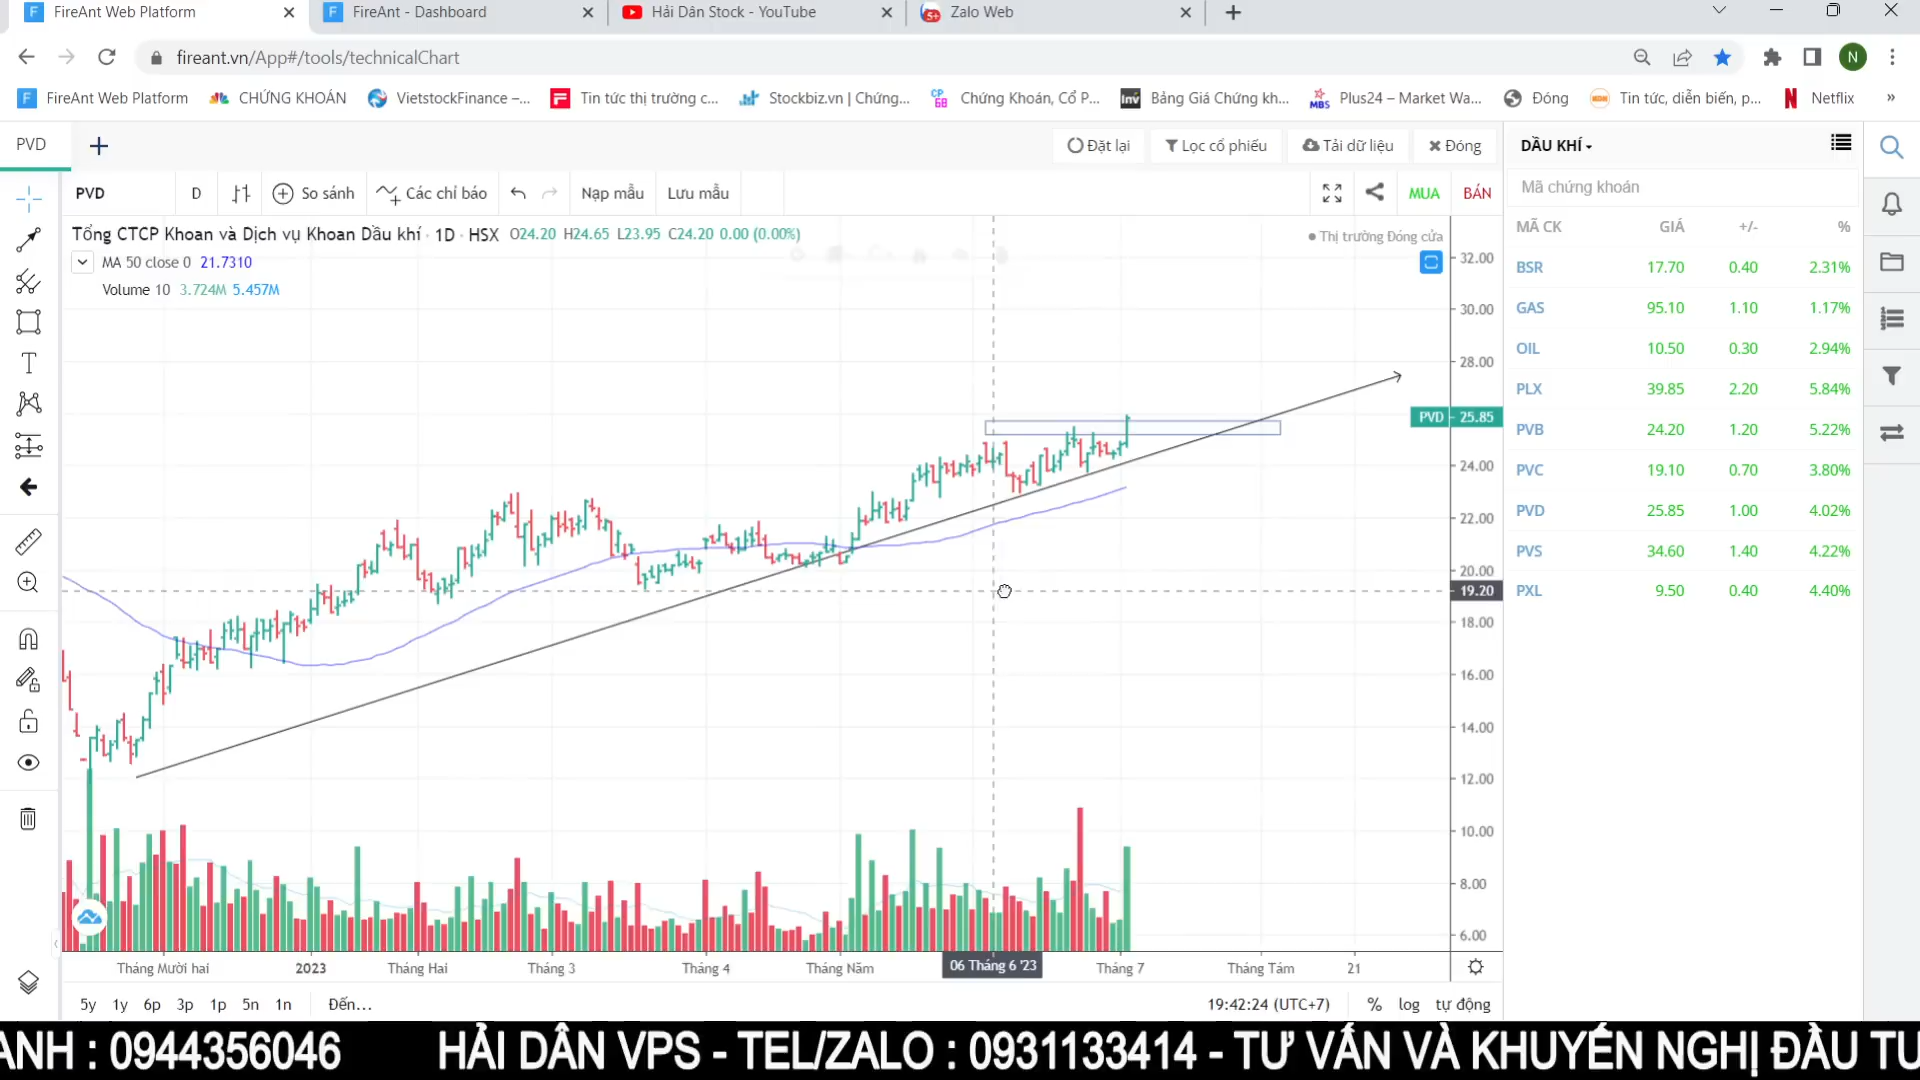 FireAnt Web Platform
FireAnt - Dashboard
Hải Dân Stock - YouTube
Zalo Web
fireant.vn/App#/tools/technicalChart
N
FireAnt Web Platform
CHỨNG KHOÁN
VietstockFinance –...
Tin tức thị trường c...
Stockbiz.vn | Chứng...
Chứng Khoán, Cổ P...
Bảng Giá Chứng kh...
Plus24 – Market Wa...
Đóng
Tin tức, diễn biến, p...
Netflix
»
PVD
Đặt lại
Lọc cổ phiếu
Tải dữ liệu
Đóng
DẦU KHÍ
PVD
D
So sánh
Các chỉ báo
Nạp mẫu
Lưu mẫu
MUA
BÁN
Mã chứng khoán
Tổng CTCP Khoan và Dịch vụ Khoan Dầu khí · 1D · HSX O24.20 H24.65 L23.95 C24.20 0.00 (0.00%)
Thị trường Đóng cửa
MA 50 close 0 21.7310
Volume 10 3.724M 5.457M
MÃ CK GIÁ +/- %
BSR 17.70 0.40 2.31%
GAS 95.10 1.10 1.17%
OIL 10.50 0.30 2.94%
PLX 39.85 2.20 5.84%
PVB 24.20 1.20 5.22%
PVC 19.10 0.70 3.80%
PVD 25.85 1.00 4.02%
PVS 34.60 1.40 4.22%
PXL 9.50 0.40 4.40%
32.00
30.00
28.00
PVD 25.85
24.00
22.00
20.00
19.20
18.00
16.00
14.00
12.00
10.00
8.00
6.00
Tháng Mười hai 2023 Tháng Hai Tháng 3 Tháng 4 Tháng Năm 06 Tháng 6 '23 Tháng 7 Tháng Tám 21
5y 1y 6p 3p 1p 5n 1n Đến...
19:42:24 (UTC+7) % log tự động
ANH : 0944356046 HẢI DÂN VPS - TEL/ZALO : 0931133414 - TƯ VẤN VÀ KHUYẾN NGHỊ ĐẦU TU